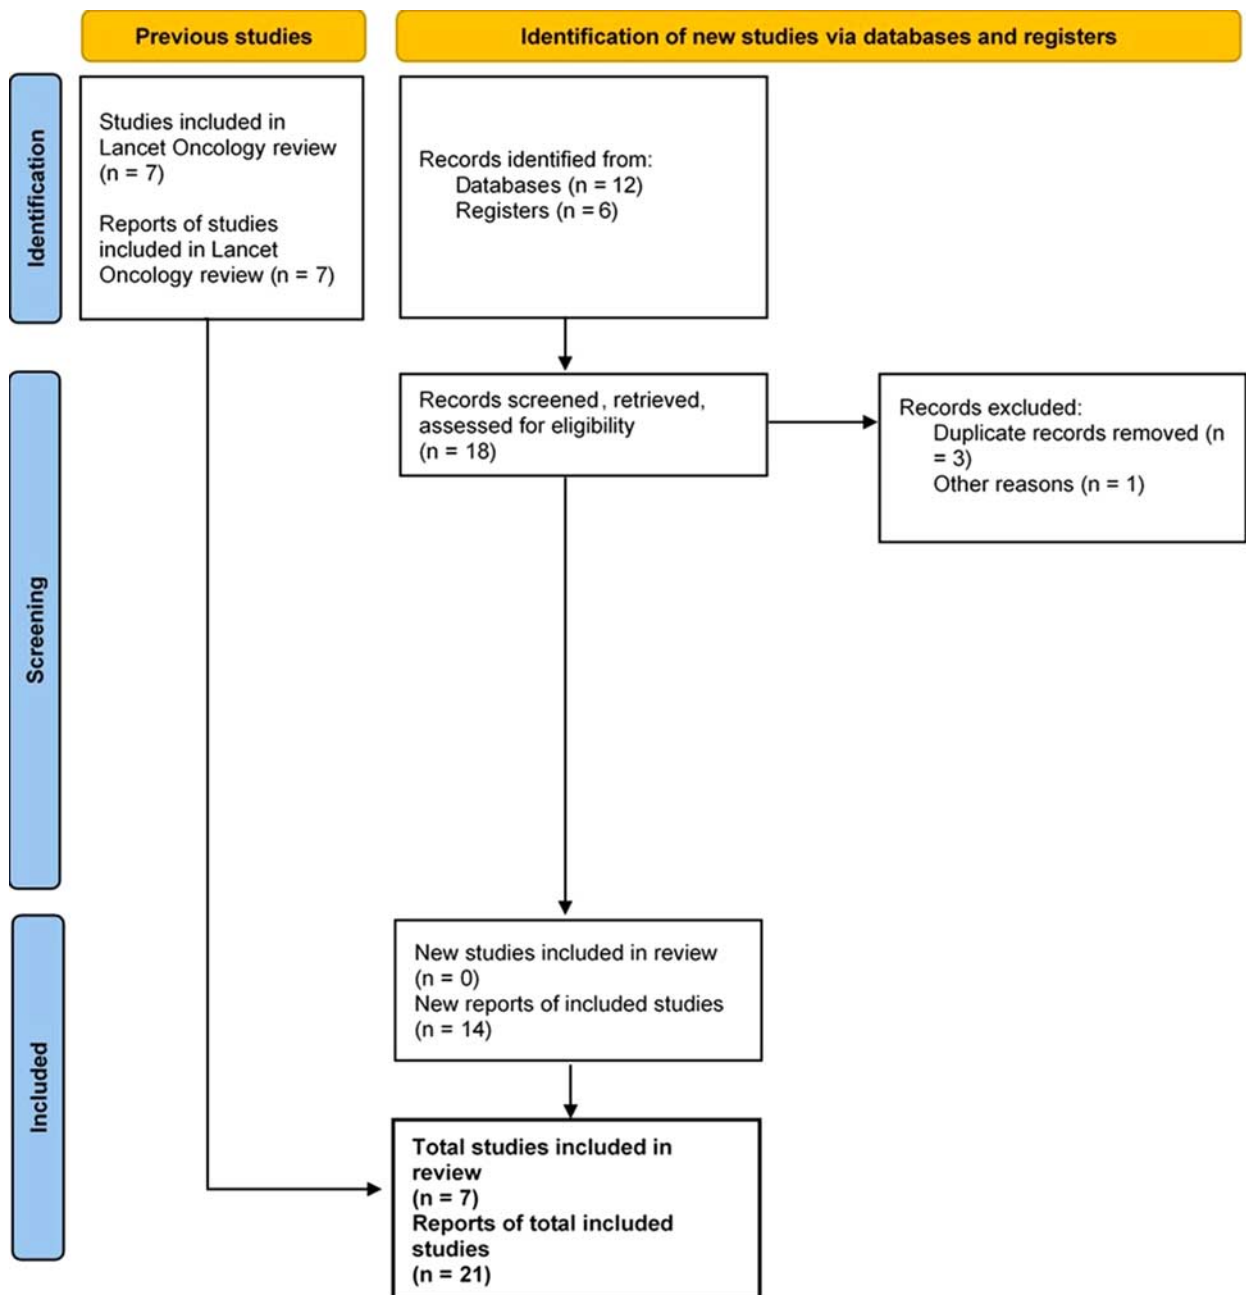 Previous studies
Identification of new studies via databases and registers
Identification
Studies included in
Lancet Oncology review
(n = 7)
Reports of studies
included in Lancet
Oncology review (n = 7)
Records identified from:
Databases (n = 12)
Registers (n = 6)
Screening
Records screened, retrieved,
assessed for eligibility
(n = 18)
Records excluded:
Duplicate records removed (n
= 3)
Other reasons (n = 1)
Included
New studies included in review
(n = 0)
New reports of included studies
(n = 14)
Total studies included in
review
(n = 7)
Reports of total included
studies
(n = 21)